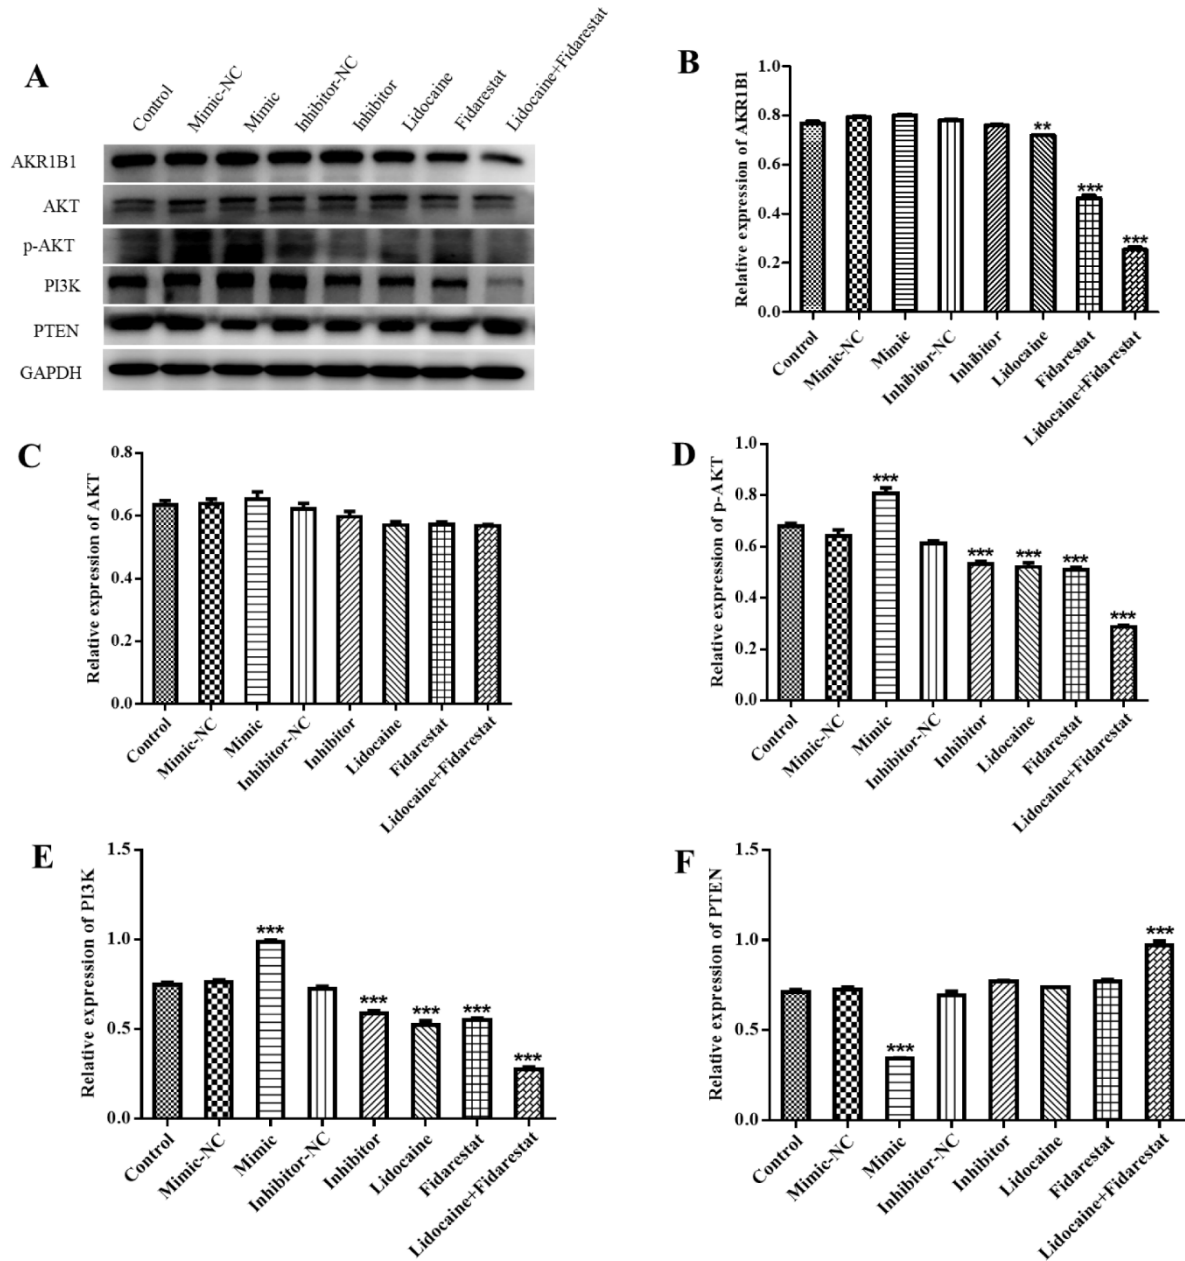 A
Control
Mimic-NC
Mimic
Inhibitor-NC
Inhibitor
Lidocaine
Fidarestat
Lidocaine+Fidarestat
AKR1B1
AKT
p-AKT
PI3K
PTEN
GAPDH
B
Relative expression of AKR1B1
1.0
0.8
0.6
0.4
0.2
0.0
**
***
***
Control
Mimic-NC
Mimic
Inhibitor-NC
Inhibitor
Lidocaine
Fidarestat
Lidocaine+Fidarestat
C
Relative expression of AKT
0.8
0.6
0.4
0.2
0.0
Control
Mimic-NC
Mimic
Inhibitor-NC
Inhibitor
Lidocaine
Fidarestat
Lidocaine+Fidarestat
D
Relative expression of p-AKT
1.0
0.8
0.6
0.4
0.2
0.0
***
***
***
***
***
Control
Mimic-NC
Mimic
Inhibitor-NC
Inhibitor
Lidocaine
Fidarestat
Lidocaine+Fidarestat
E
Relative expression of PI3K
1.5
1.0
0.5
0.0
***
***
***
***
***
Control
Mimic-NC
Mimic
Inhibitor-NC
Inhibitor
Lidocaine
Fidarestat
Lidocaine+Fidarestat
F
Relative expression of PTEN
1.5
1.0
0.5
0.0
***
***
Control
Mimic-NC
Mimic
Inhibitor-NC
Inhibitor
Lidocaine
Fidarestat
Lidocaine+Fidarestat